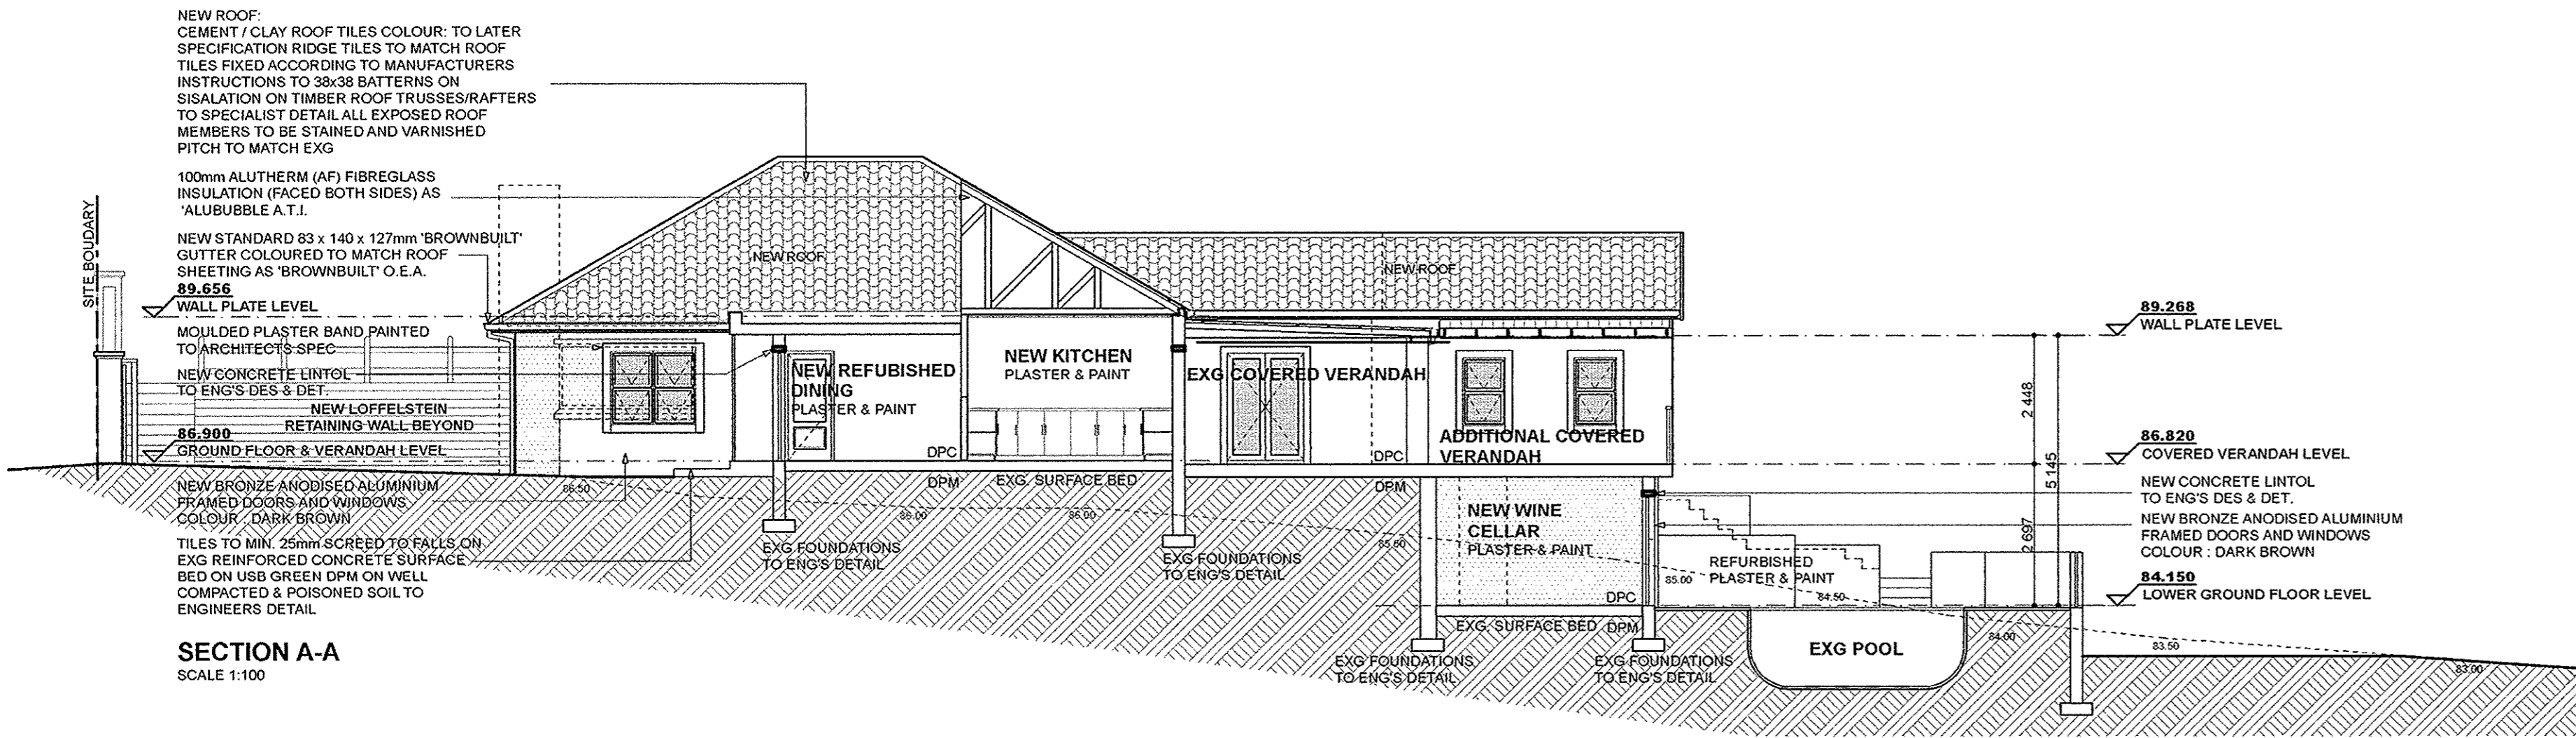 NEW ROOF:
CEMENT / CLAY ROOF TILES COLOUR: TO LATER
SPECIFICATION RIDGE TILES TO MATCH ROOF
TILES FIXED ACCORDING TO MANUFACTURERS
INSTRUCTIONS TO 38x38 BATTERNS ON
SISALATION ON TIMBER ROOF TRUSSES/RAFTERS
TO SPECIALIST DETAIL ALL EXPOSED ROOF
MEMBERS TO BE STAINED AND VARNISHED
PITCH TO MATCH EXG
100mm ALUTHERM (AF) FIBREGLASS
INSULATION (FACED BOTH SIDES) AS
'ALUBUBBLE A.T.I.
NEW STANDARD 83 x 140 x 127mm 'BROWNBUILT'
GUTTER COLOURED TO MATCH ROOF
SHEETING AS 'BROWNBUILT' O.E.A.
SITE BOUDARY
89.656
WALL PLATE LEVEL
MOULDED PLASTER BAND PAINTED
TO ARCHITECTS SPEC
NEW CONCRETE LINTOL
TO ENG'S DES & DET.
NEW LOFFELSTEIN
RETAINING WALL BEYOND
86.900
GROUND FLOOR & VERANDAH LEVEL
NEW BRONZE ANODISED ALUMINIUM
FRAMED DOORS AND WINDOWS
COLOUR : DARK BROWN
TILES TO MIN. 25mm SCREED TO FALLS ON
EXG REINFORCED CONCRETE SURFACE
BED ON USB GREEN DPM ON WELL
COMPACTED & POISONED SOIL TO
ENGINEERS DETAIL
SECTION A-A
SCALE 1:100
NEW ROOF
NEW ROOF
NEW REFUBISHED
DINING
PLASTER & PAINT
NEW KITCHEN
PLASTER & PAINT
EXG COVERED VERANDAH
ADDITIONAL COVERED
VERANDAH
DPC
DPC
DPM
EXG. SURFACE BED
DPM
86.50
86.00
86.00
85.50
EXG FOUNDATIONS
TO ENG'S DETAIL
EXG FOUNDATIONS
TO ENG'S DETAIL
NEW WINE
CELLAR
PLASTER & PAINT
DPC
EXG. SURFACE BED
DPM
EXG FOUNDATIONS
TO ENG'S DETAIL
EXG FOUNDATIONS
TO ENG'S DETAIL
REFURBISHED
PLASTER & PAINT
85.00
84.50
84.00
83.50
83.00
EXG POOL
89.268
WALL PLATE LEVEL
2 448
5 145
2 697
86.820
COVERED VERANDAH LEVEL
NEW CONCRETE LINTOL
TO ENG'S DES & DET.
NEW BRONZE ANODISED ALUMINIUM
FRAMED DOORS AND WINDOWS
COLOUR : DARK BROWN
84.150
LOWER GROUND FLOOR LEVEL